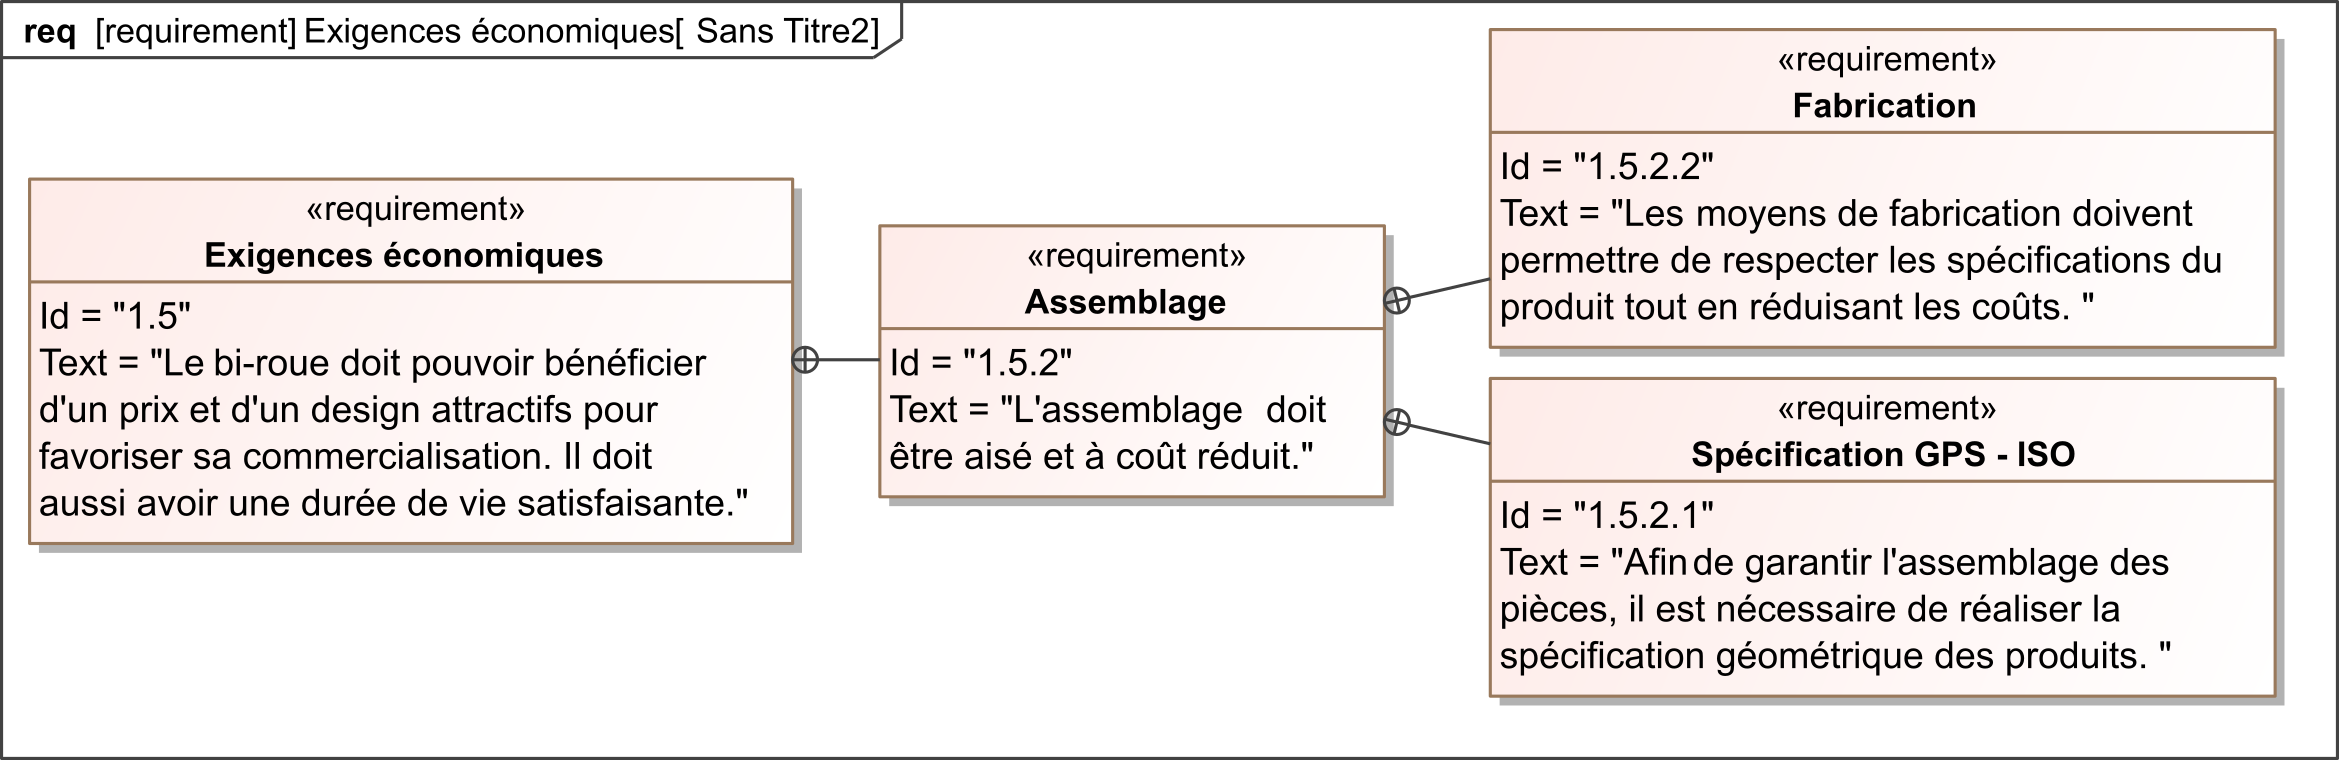 req [requirement] Exigences économiques[ Sans Titre2]
«requirement»
Exigences économiques
Id = "1.5"
Text = "Le bi-roue doit pouvoir bénéficier
d'un prix et d'un design attractifs pour
favoriser sa commercialisation. Il doit
aussi avoir une durée de vie satisfaisante."
«requirement»
Assemblage
Id = "1.5.2"
Text = "L'assemblage doit
être aisé et à coût réduit."
«requirement»
Fabrication
Id = "1.5.2.2"
Text = "Les moyens de fabrication doivent
permettre de respecter les spécifications du
produit tout en réduisant les coûts. "
«requirement»
Spécification GPS - ISO
Id = "1.5.2.1"
Text = "Afin de garantir l'assemblage des
pièces, il est nécessaire de réaliser la
spécification géométrique des produits. "